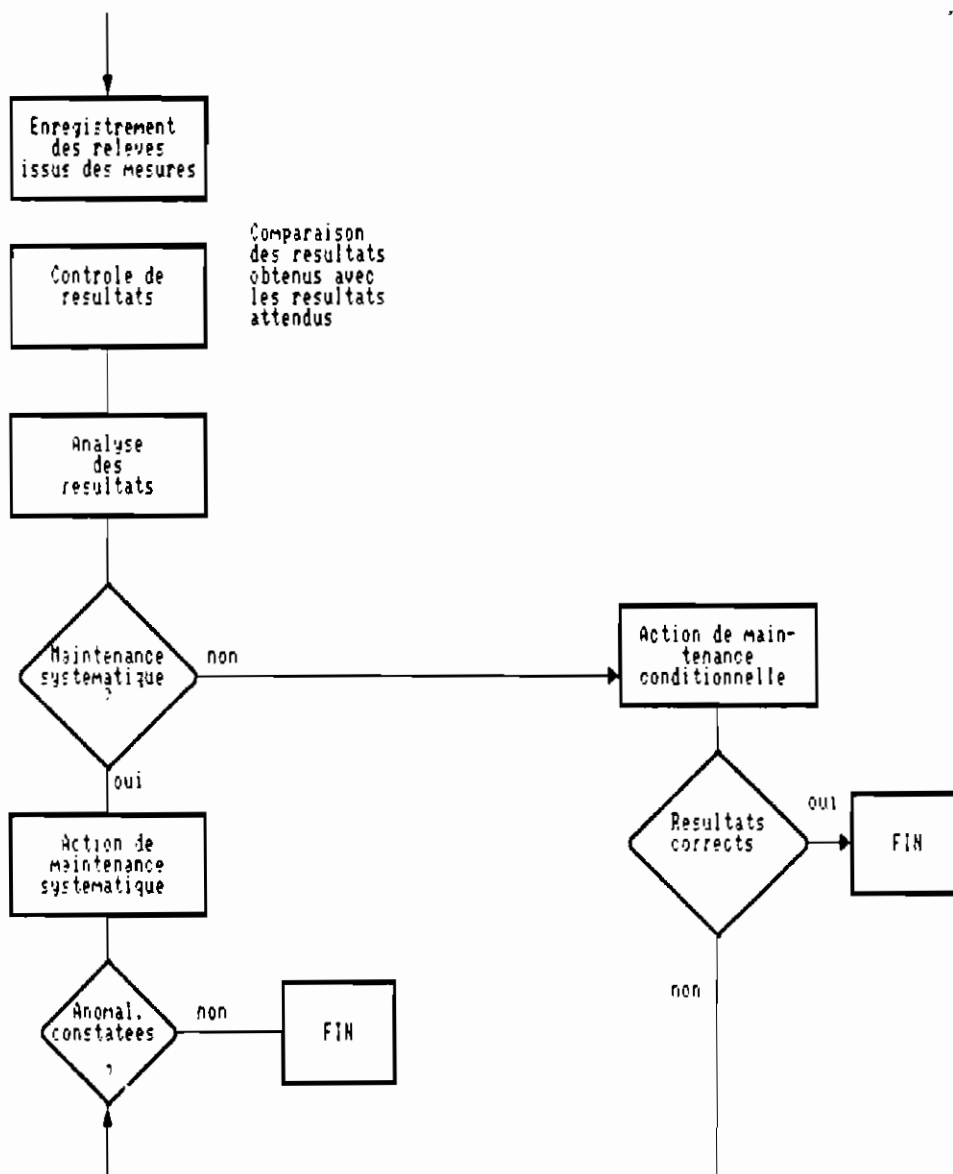 Enregistrement
des releves
issus des mesures
Comparaison
des resultats
obtenus avec
les resultats
attendus
Controle de
resultats
Analyse
des
resultats
Maintenance
systematique
?
non
Action de main-
tenance
conditionnelle
oui
Resultats
corrects
oui
FIN
Action de
maintenance
systematique
non
Anomal.
constatees
?
non
FIN